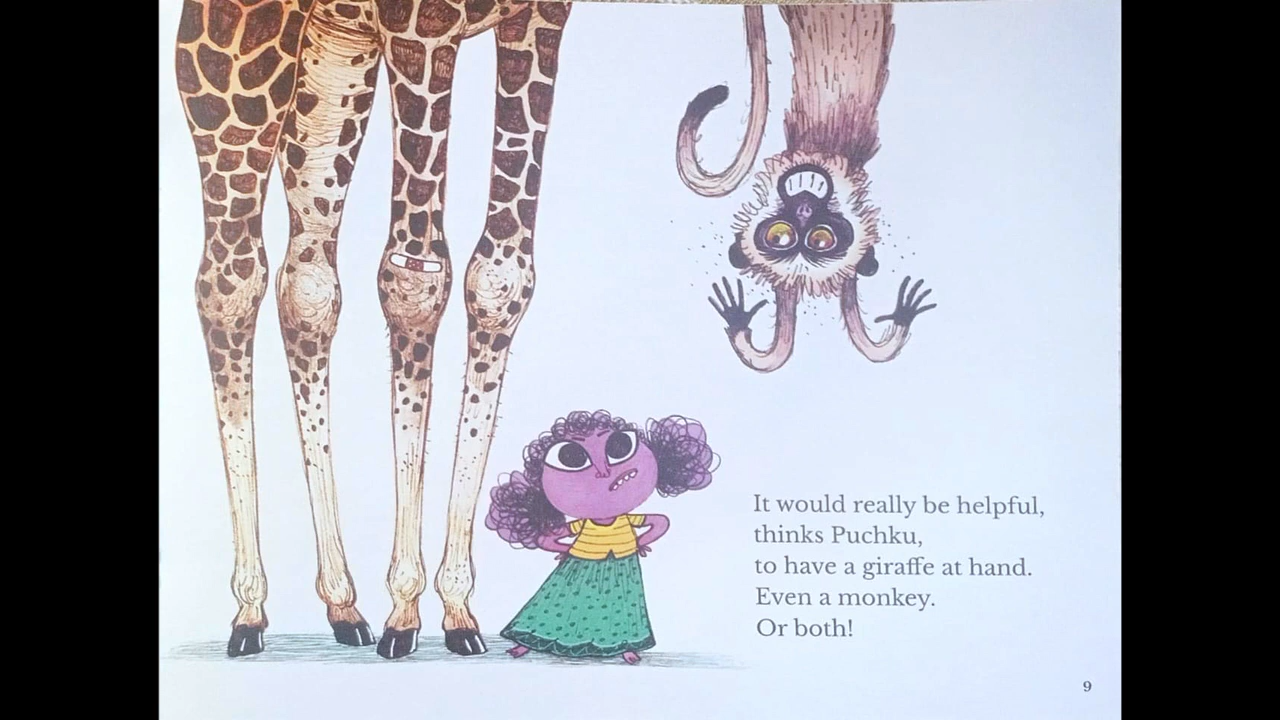 It would really be helpful,
thinks Puchku,
to have a giraffe at hand.
Even a monkey.
Or both!
9